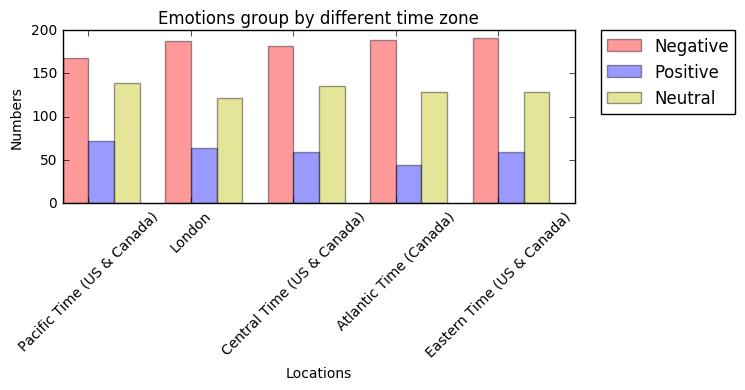 Emotions group by different time zone
Negative
Positive
Neutral
Numbers
200
150
100
50
0
Pacific Time (US & Canada)
London
Central Time (US & Canada)
Atlantic Time (Canada)
Eastern Time (US & Canada)
Locations